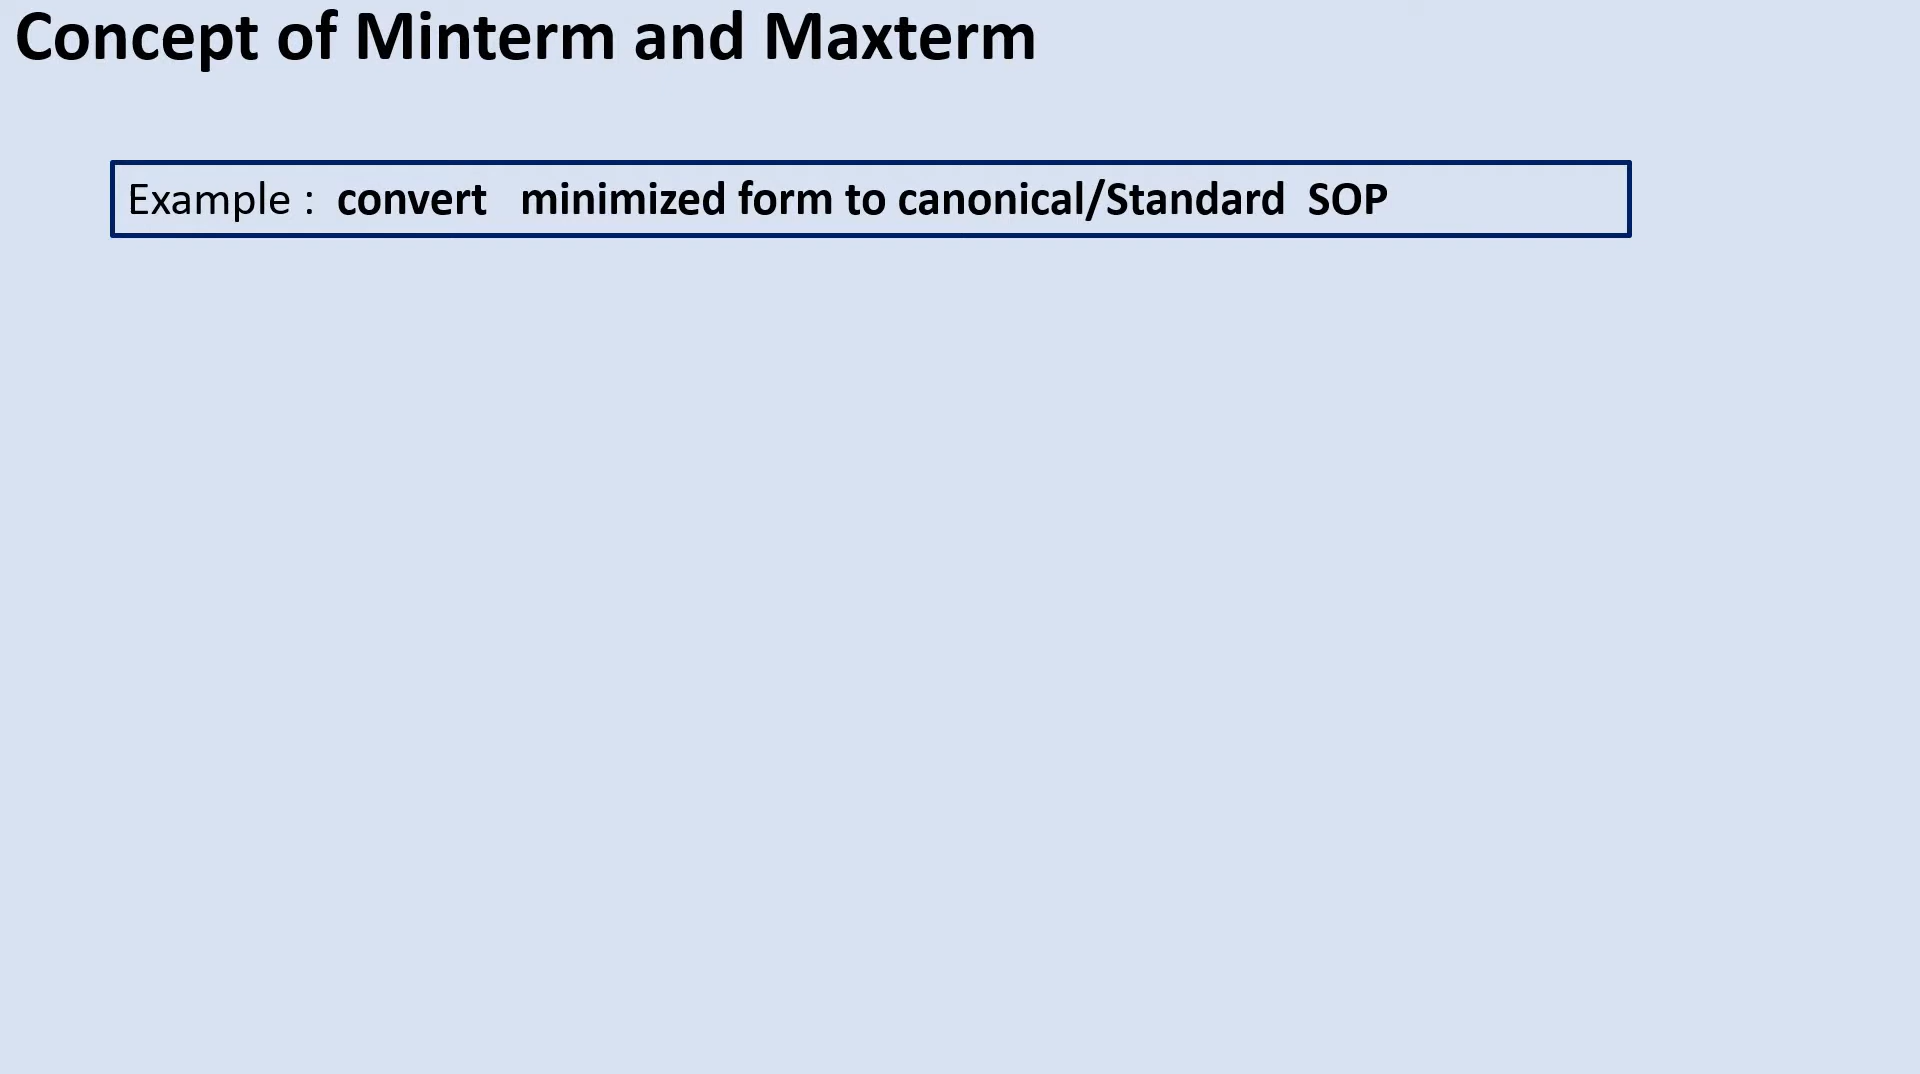 Concept of Minterm and Maxterm
Example : convert minimized form to canonical/Standard SOP